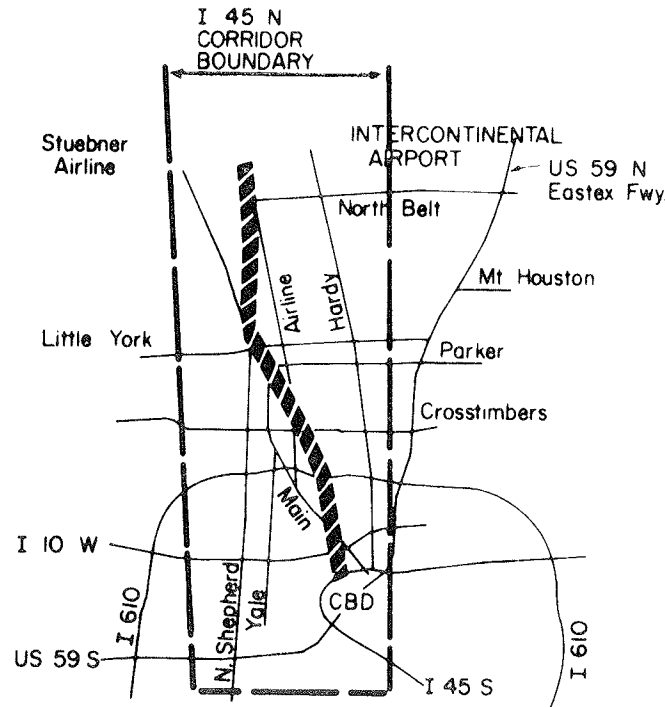 I 45 N
CORRIDOR
BOUNDARY
Stuebner
Airline
INTERCONTINENTAL
AIRPORT
US 59 N
Eastex Fwy.
North Belt
Airline
Hardy
Mt Houston
Little York
Parker
Crosstimbers
Main
I 10 W
N. Shepherd
Yale
CBD
I 610
I 610
US 59 S
I 45 S